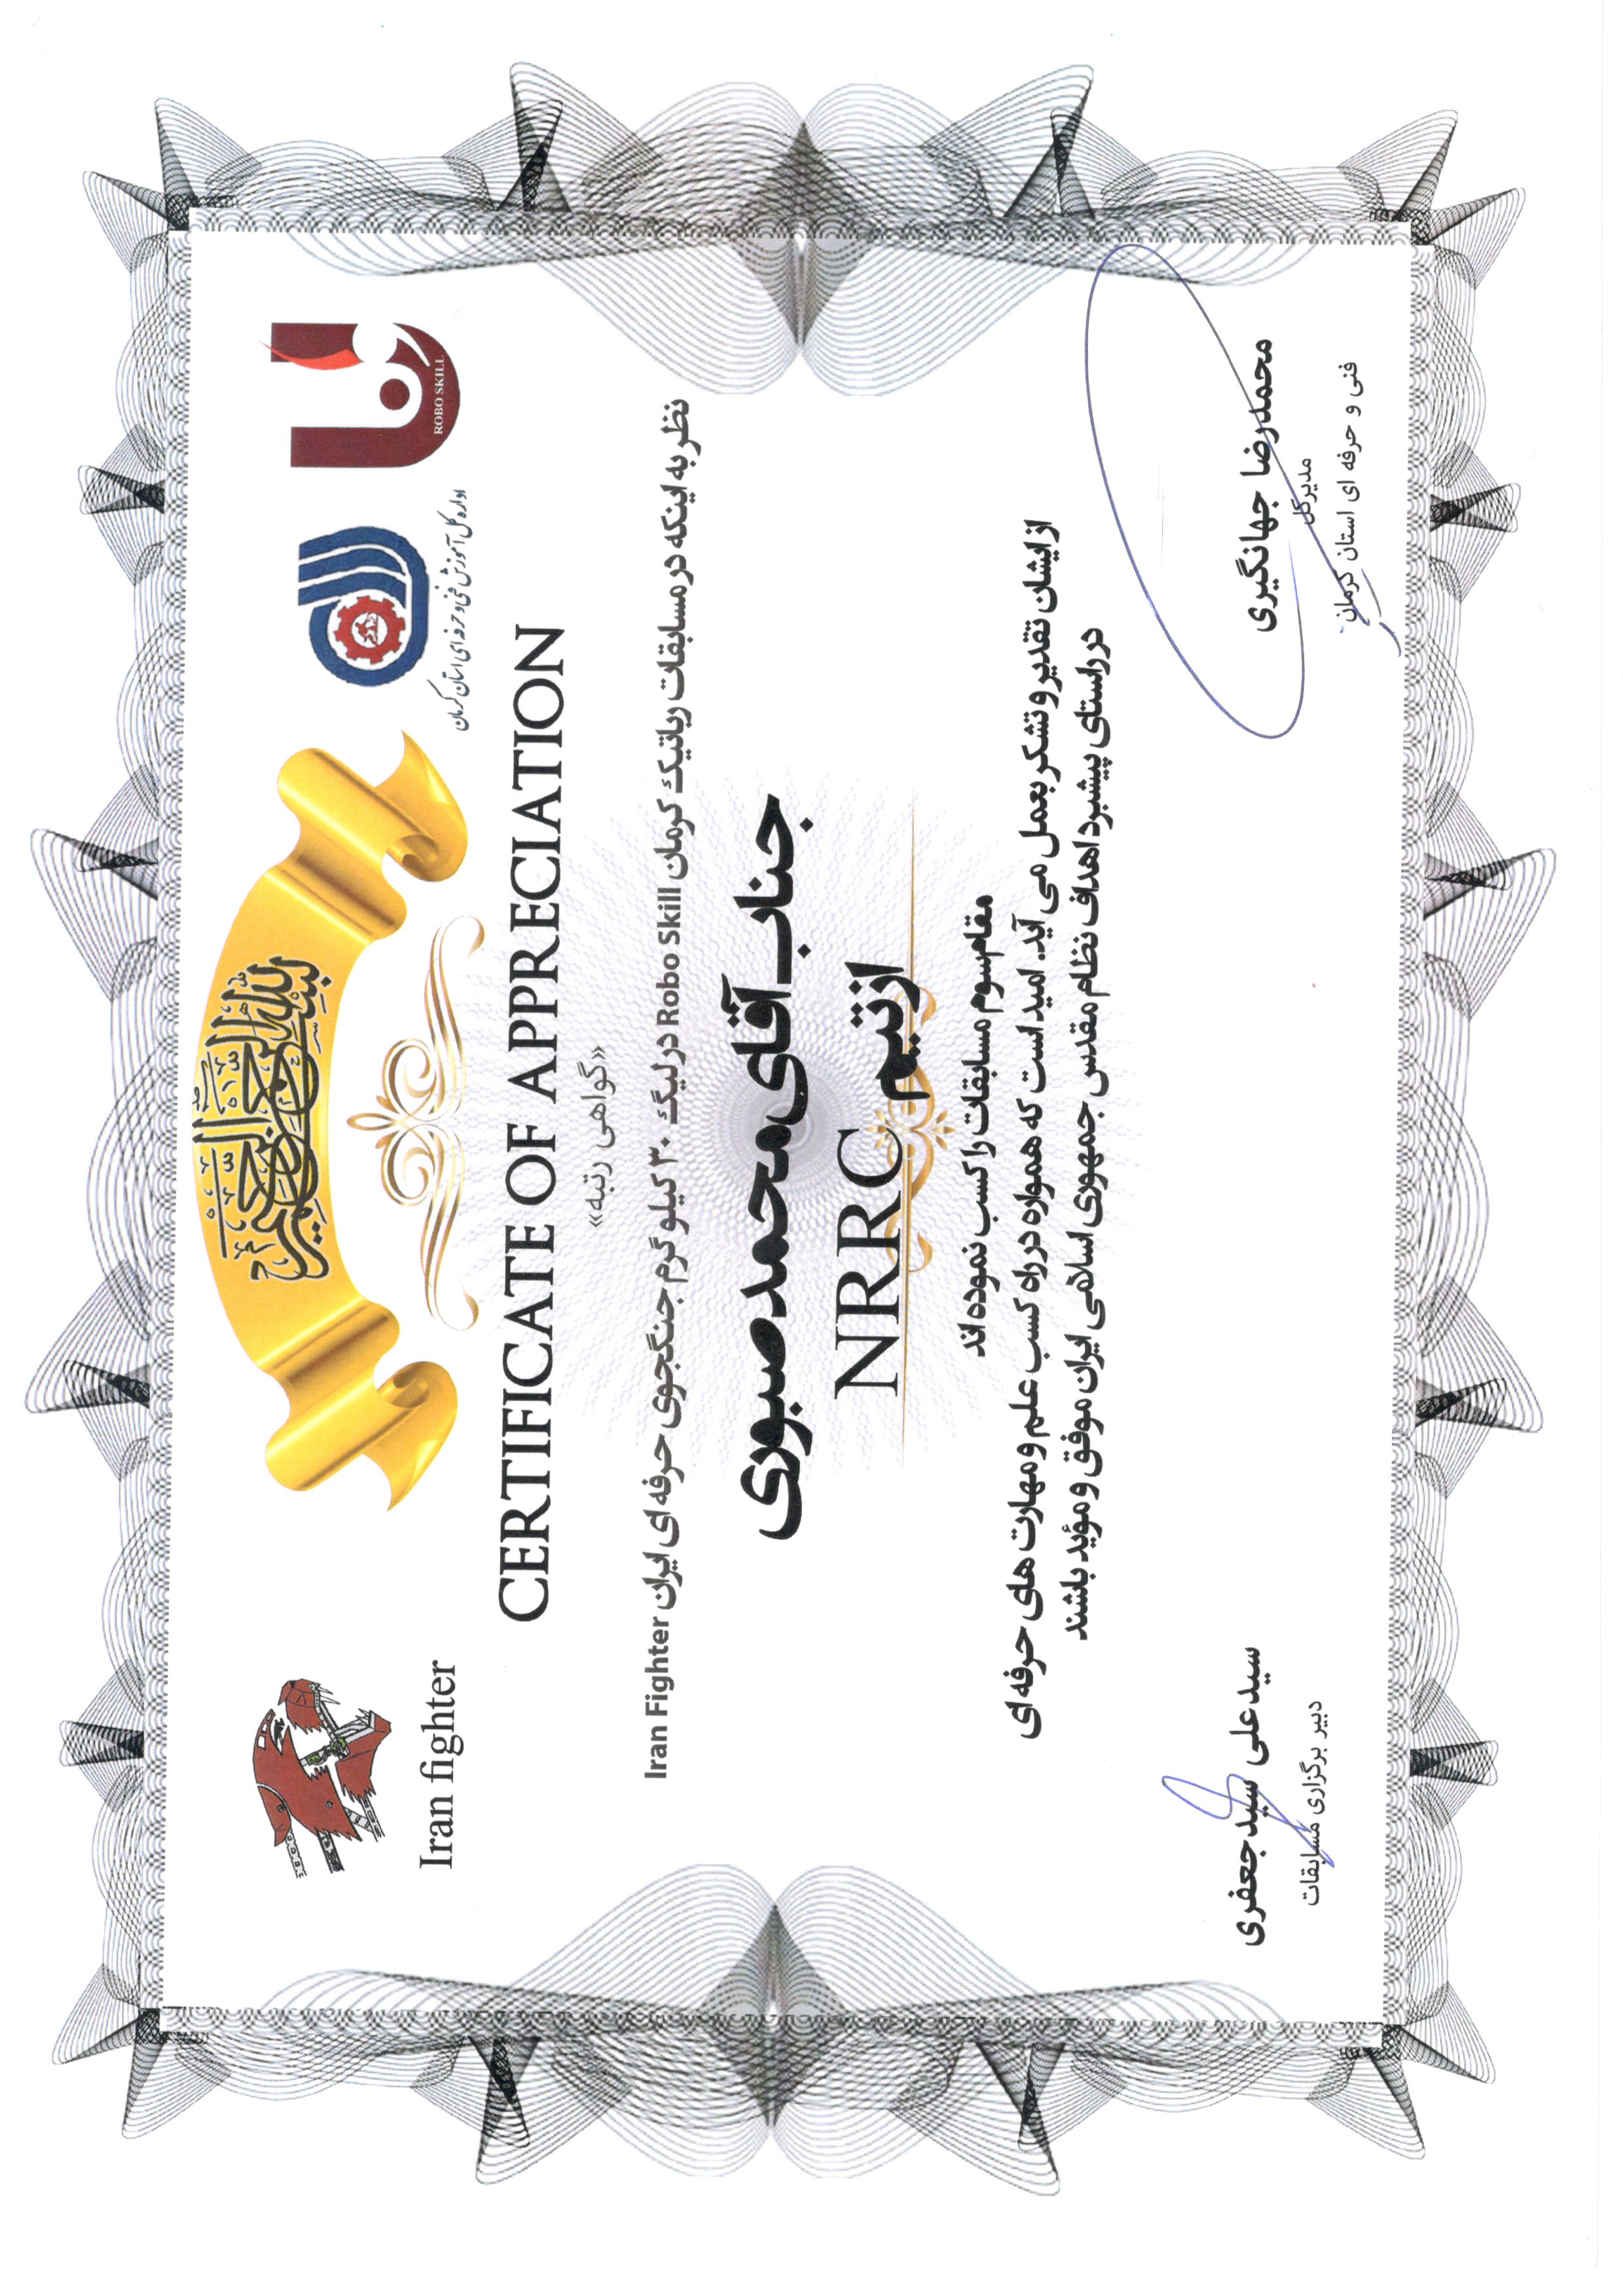 بسم الله الرحمن الرحیم
Iran fighter
اداره کل آموزش فنی و حرفه ای استان کرمان
ROBO SKILL
CERTIFICATE OF APPRECIATION
«گواهی رتبه»
نظر به اینکه در مسابقات رباتیک کرمان Robo Skill در لیگ ۳۰ کیلو گرم جنگجوی حرفه ای ایران Iran Fighter
جناب آقای محمد صبوری
از تیم NRRC
مقام سوم مسابقات را کسب نموده اند
از ایشان تقدیر و تشکر بعمل می آید. امید است که همواره در راه کسب علم و مهارت های حرفه ای
در راستای پیشبرد اهداف نظام مقدس جمهوری اسلامی ایران موفق و مؤید باشند
محمدرضا جهانگیری
مدیرکل
فنی و حرفه ای استان کرمان
سید علی سید جعفری
دبیر برگزاری مسابقات